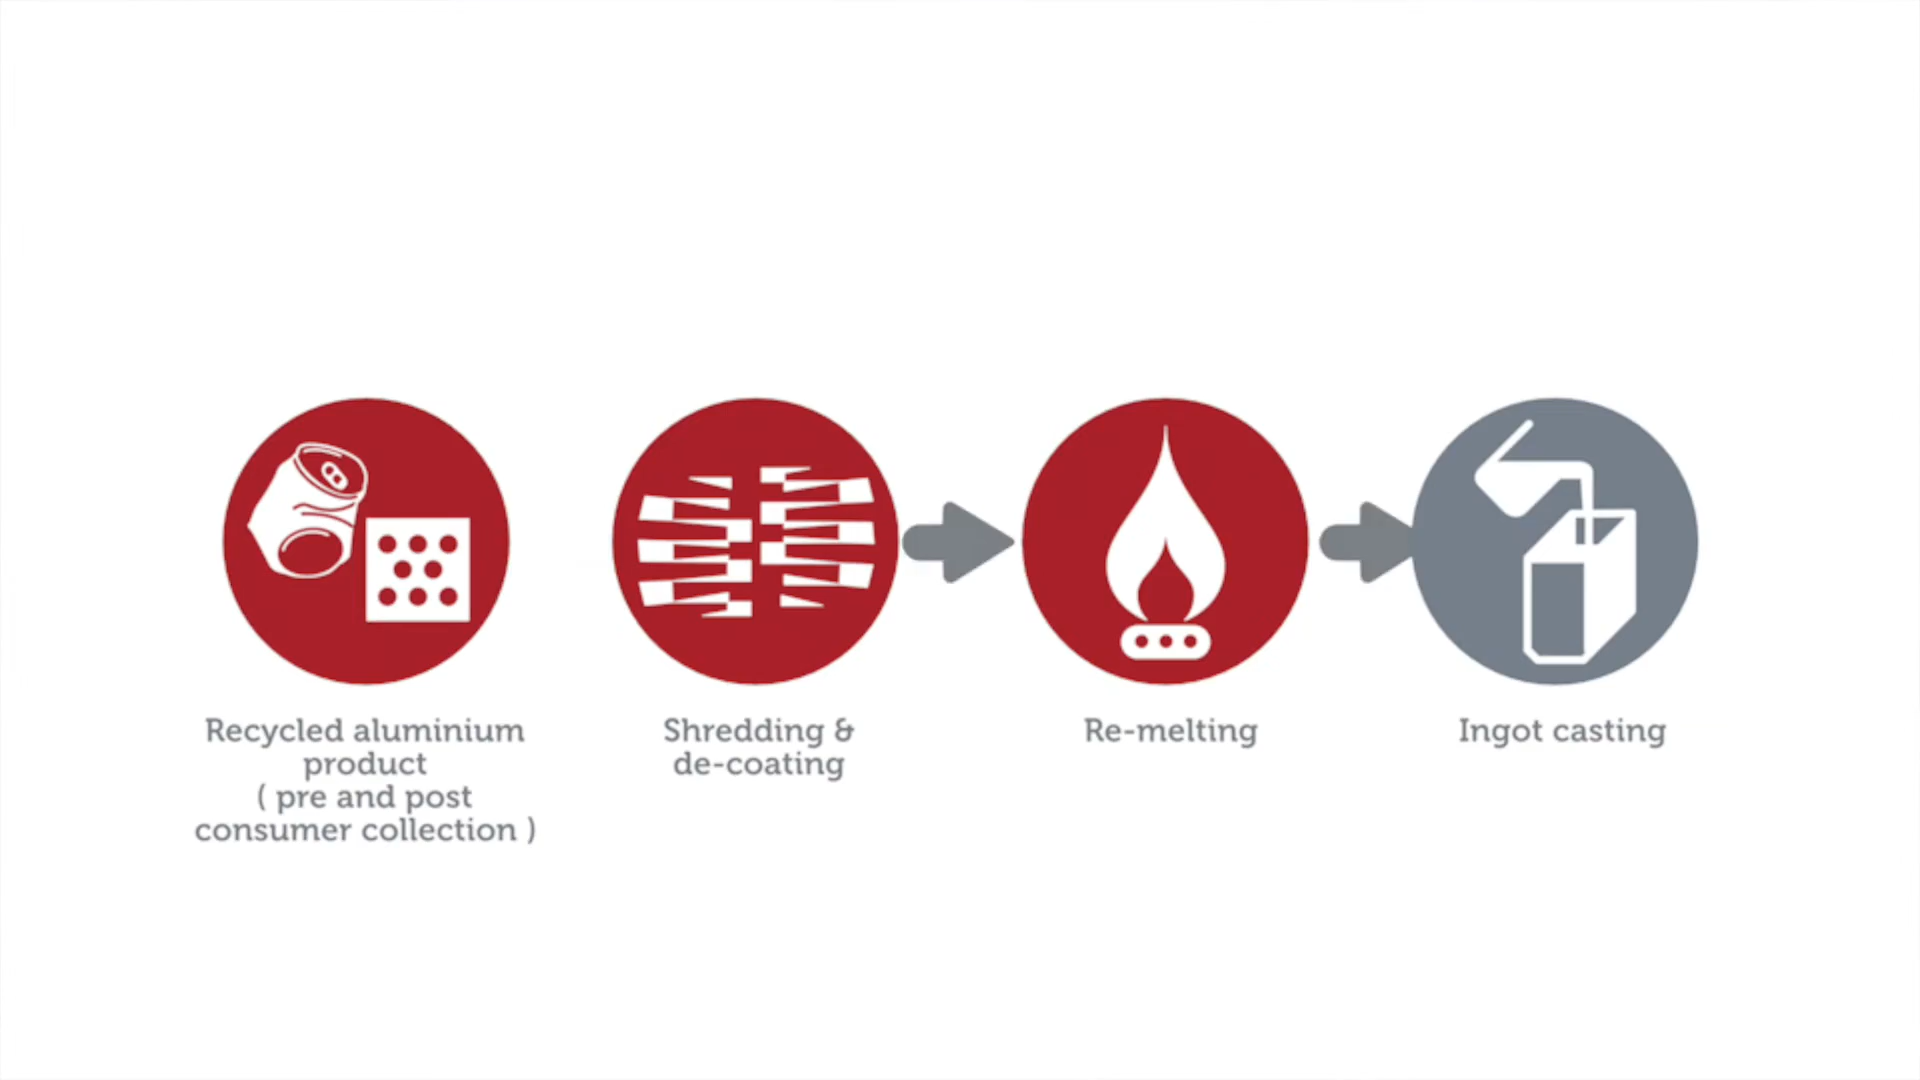 Recycled aluminium
product
( pre and post
consumer collection )
Shredding &
de-coating
Re-melting
Ingot casting